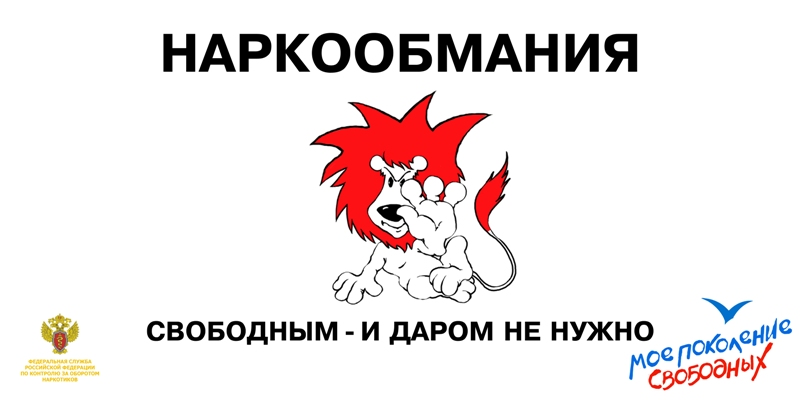 НАРКООБМАНИЯ
СВОБОДНЫМ - И ДАРОМ НЕ НУЖНО
ФЕДЕРАЛЬНАЯ СЛУЖБА
РОССИЙСКОЙ ФЕДЕРАЦИИ
ПО КОНТРОЛЮ ЗА ОБОРОТОМ
НАРКОТИКОВ
мое поколение
свободных